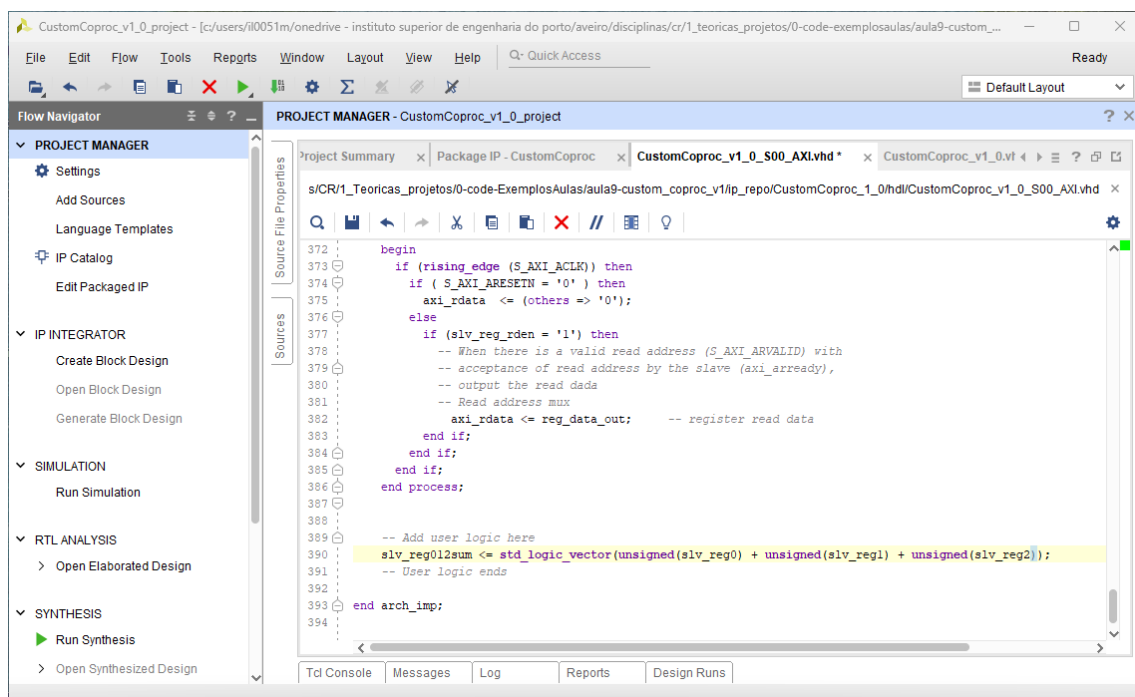 CustomCoproc_v1_0_project - [c:/users/il0051m/onedrive - instituto superior de engenharia do porto/aveiro/disciplinas/cr/1_teoricas_projetos/0-code-exemplosaulas/aula9-custom_...
File Edit Flow Tools Reports Window Layout View Help Q- Quick Access Ready
Default Layout
Flow Navigator
PROJECT MANAGER - CustomCoproc_v1_0_project
PROJECT MANAGER
Settings
Add Sources
Language Templates
IP Catalog
Edit Packaged IP
IP INTEGRATOR
Create Block Design
Open Block Design
Generate Block Design
SIMULATION
Run Simulation
RTL ANALYSIS
Open Elaborated Design
SYNTHESIS
Run Synthesis
Open Synthesized Design
Source File Properties
Sources
Project Summary Package IP - CustomCoproc CustomCoproc_v1_0_S00_AXI.vhd * CustomCoproc_v1_0.vh
s/CR/1_Teoricas_projetos/0-code-ExemplosAulas/aula9-custom_coproc_v1/ip_repo/CustomCoproc_1_0/hdl/CustomCoproc_v1_0_S00_AXI.vhd
372 begin
373 if (rising_edge (S_AXI_ACLK)) then
374 if ( S_AXI_ARESETN = '0' ) then
375 axi_rdata <= (others => '0');
376 else
377 if (slv_reg_rden = '1') then
378 -- When there is a valid read address (S_AXI_ARVALID) with
379 -- acceptance of read address by the slave (axi_arready),
380 -- output the read dada
381 -- Read address mux
382 axi_rdata <= reg_data_out; -- register read data
383 end if;
384 end if;
385 end if;
386 end process;
387
388
389 -- Add user logic here
390 slv_reg012sum <= std_logic_vector(unsigned(slv_reg0) + unsigned(slv_reg1) + unsigned(slv_reg2));
391 -- User logic ends
392
393 end arch_imp;
394
Tcl Console Messages Log Reports Design Runs